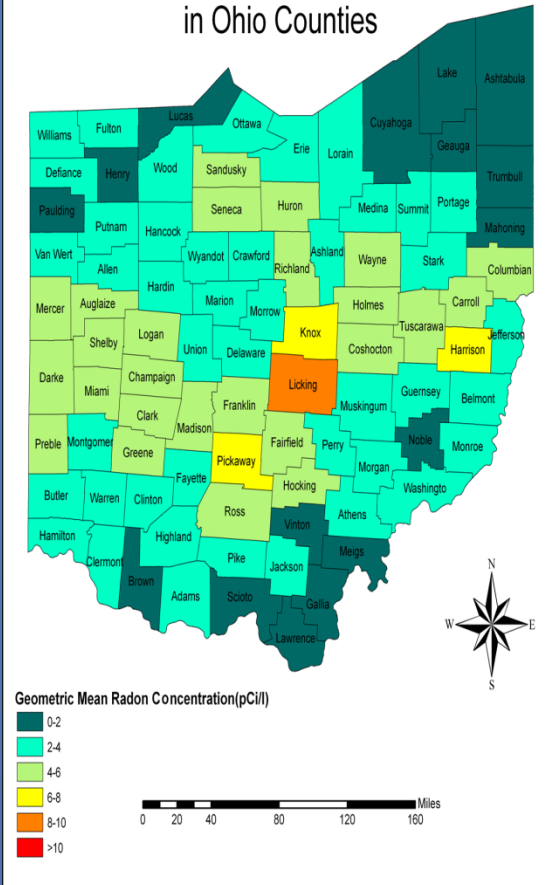 in Ohio Counties
Lake
Ashtabula
Lucas
Cuyahoga
Ottawa
Fulton
Williams
Geauga
Erie
Lorain
Wood
Sandusky
Defiance
Henry
Trumbull
Portage
Medina
Summit
Huron
Seneca
Paulding
Putnam
Hancock
Mahoning
Ashland
Van Wert
Wyandot
Crawford
Wayne
Stark
Columbian
Allen
Richland
Hardin
Marion
Carroll
Mercer
Auglaize
Morrow
Holmes
Tuscarawa
Jefferson
Logan
Knox
Shelby
Union
Coshocton
Harrison
Delaware
Darke
Champaign
Licking
Miami
Guernsey
Belmont
Franklin
Muskingum
Clark
Madison
Preble
Montgomer
Fairfield
Perry
Noble
Monroe
Greene
Pickaway
Morgan
Fayette
Hocking
Washingto
Butler
Warren
Clinton
Ross
Athens
Vinton
Hamilton
Highland
Meigs
Pike
Clermont
Jackson
Brown
Adams
Scioto
Gallia
Lawrence
N
W
E
S
Geometric Mean Radon Concentration(pCi/l)
0-2
2-4
4-6
6-8
8-10
>10
Miles
0 20 40 80 120 160